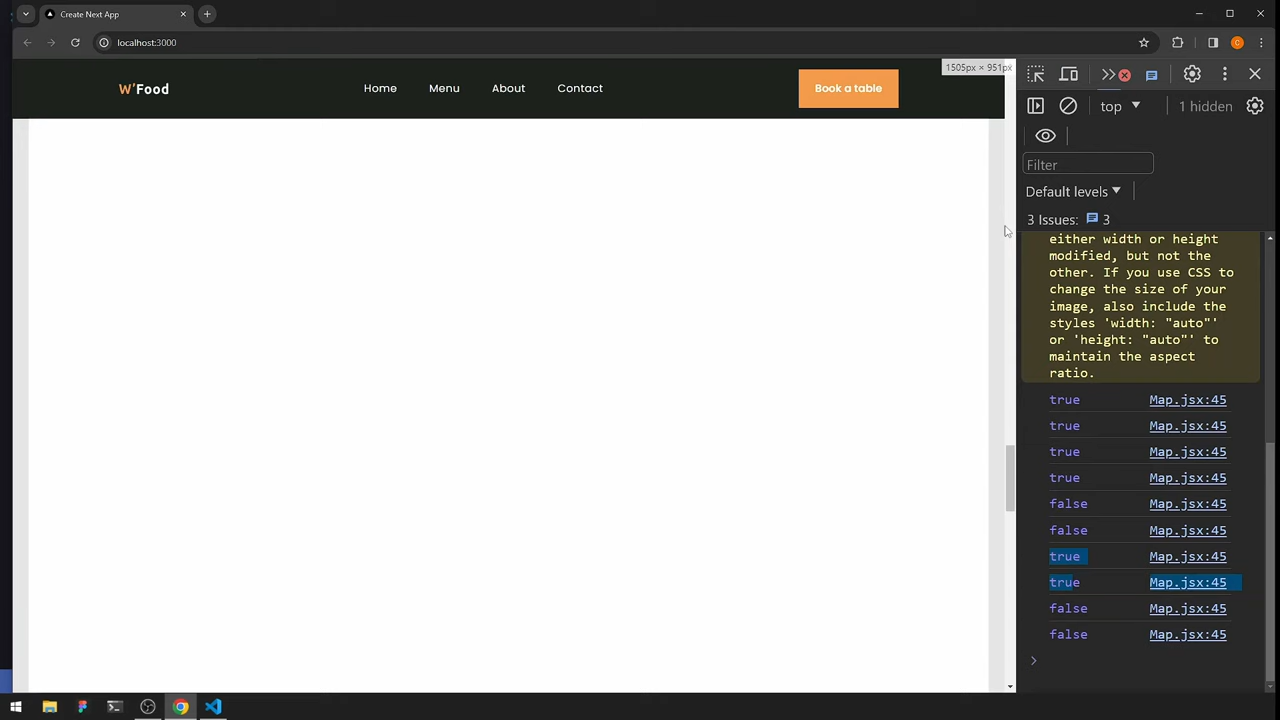 Create Next App
localhost:3000
1505px × 951px
W'Food
Home
Menu
About
Contact
Book a table
top
1 hidden
Filter
Default levels
3 Issues:
3
either width or height
modified, but not the
other. If you use CSS to
change the size of your
image, also include the
styles 'width: "auto"'
or 'height: "auto"' to
maintain the aspect
ratio.
true Map.jsx:45
true Map.jsx:45
true Map.jsx:45
true Map.jsx:45
false Map.jsx:45
false Map.jsx:45
true Map.jsx:45
true Map.jsx:45
false Map.jsx:45
false Map.jsx:45